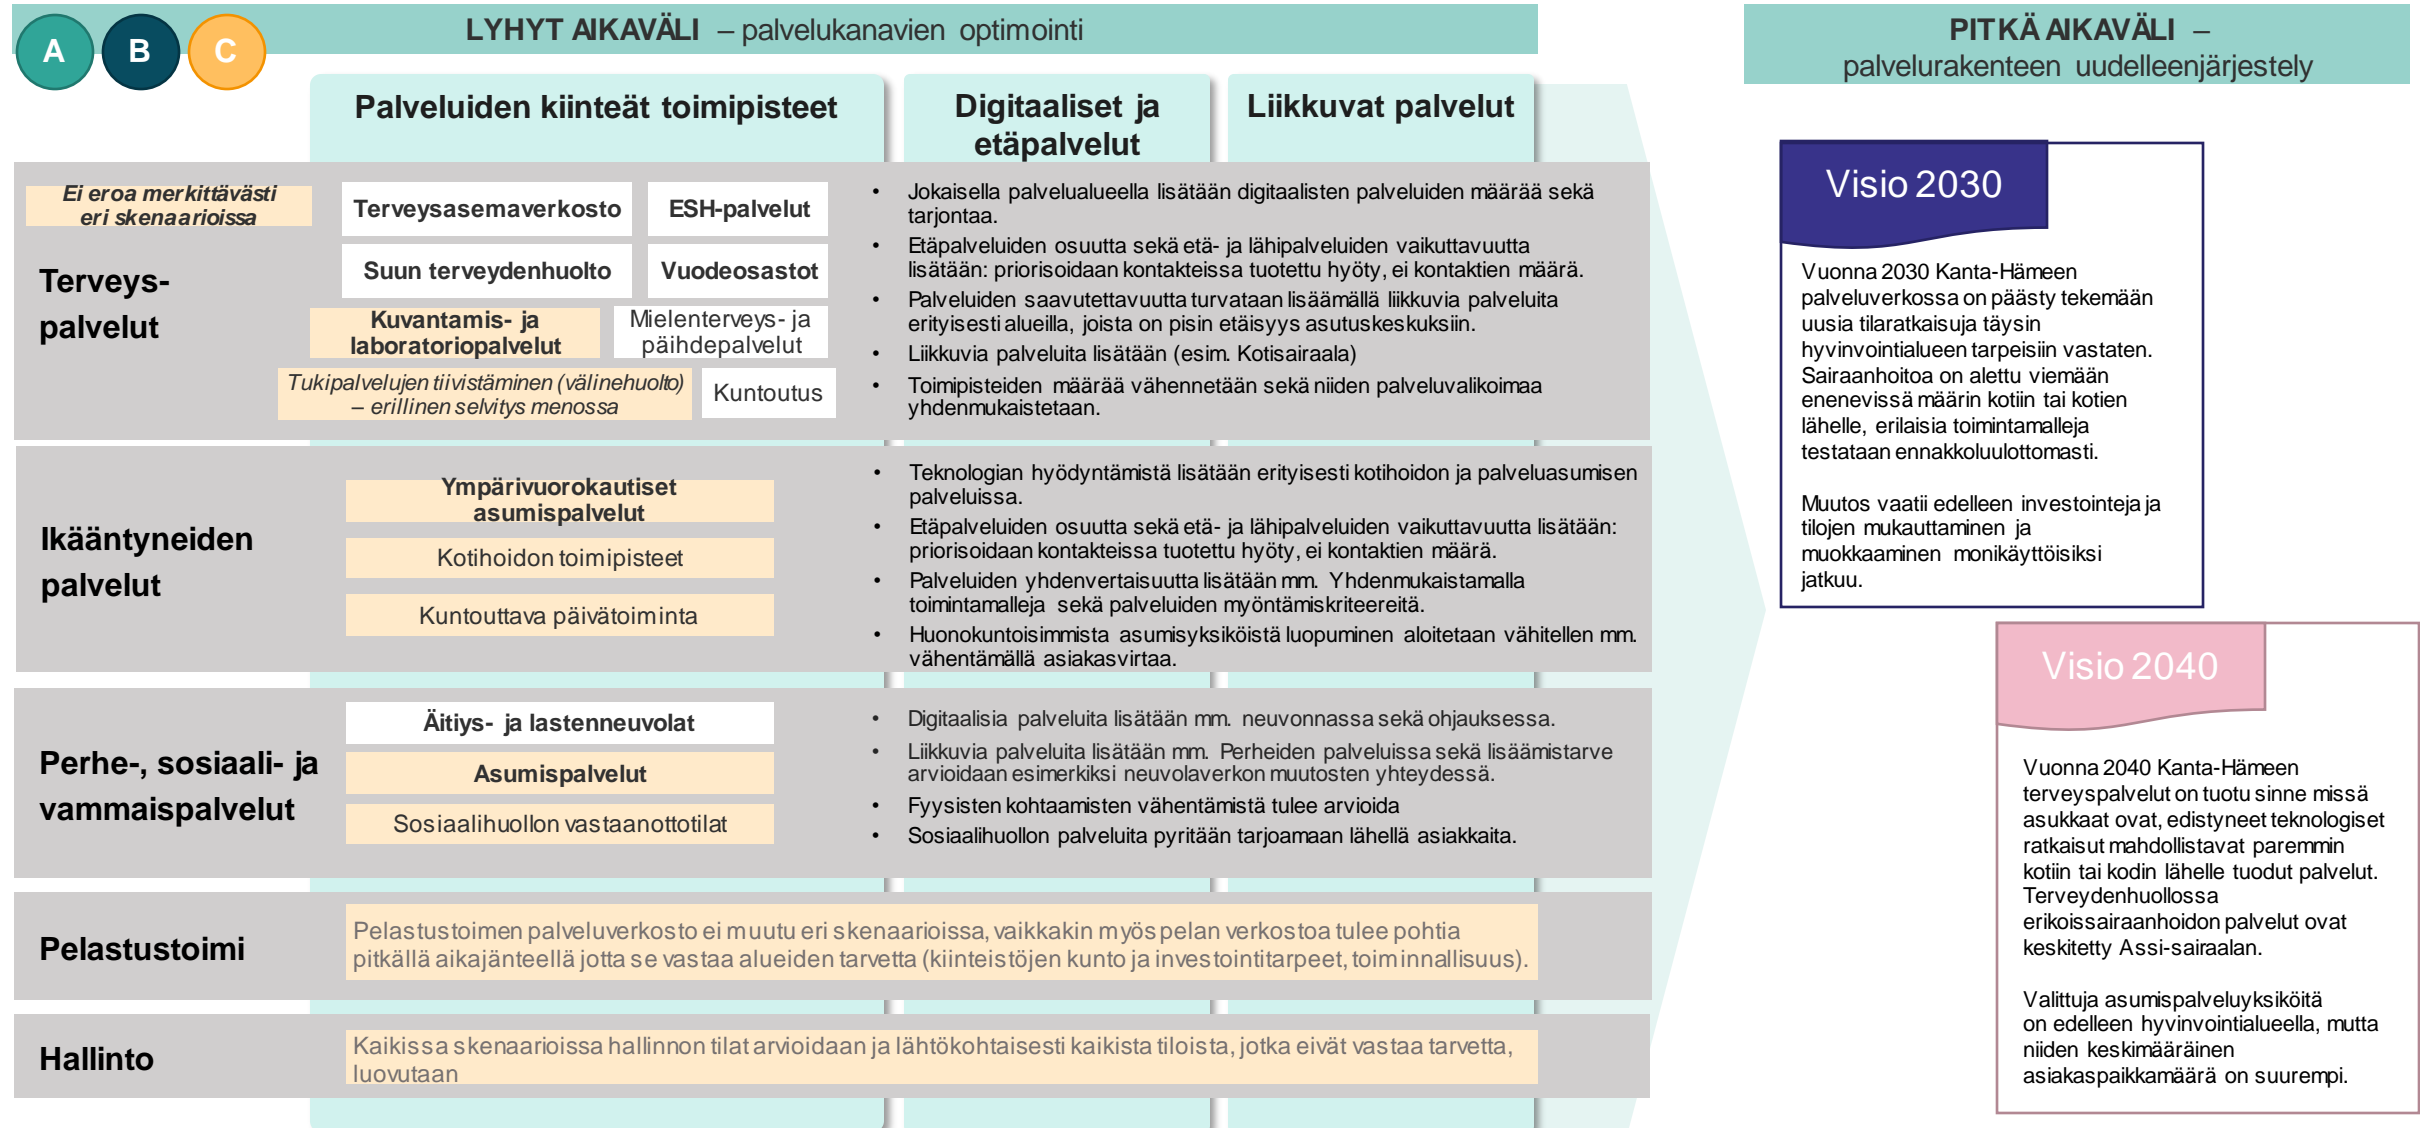 A
B
C
LYHYT AIKAVÄLI – palvelukanavien optimointi
PITKÄ AIKAVÄLI –
palvelurakenteen uudelleenjärjestely
Palveluiden kiinteät toimipisteet
Digitaaliset ja
etäpalvelut
Liikkuvat palvelut
Ei eroa merkittävästi
eri skenaarioissa
Terveys-
palvelut
Terveysasemaverkosto
ESH-palvelut
Suun terveydenhuolto
Vuodeosastot
Kuvantamis- ja
laboratoriopalvelut
Mielenterveys- ja
päihdepalvelut
Tukipalvelujen tiivistäminen (välinehuolto)
– erillinen selvitys menossa
Kuntoutus
• Jokaisella palvelualueella lisätään digitaalisten palveluiden määrää sekä
tarjontaa.
• Etäpalveluiden osuutta sekä etä- ja lähipalveluiden vaikuttavuutta
lisätään: priorisoidaan kontakteissa tuotettu hyöty, ei kontaktien määrä.
• Palveluiden saavutettavuutta turvataan lisäämällä liikkuvia palveluita
erityisesti alueilla, joista on pisin etäisyys asutuskeskuksiin.
• Liikkuvia palveluita lisätään (esim. Kotisairaala)
• Toimipisteiden määrää vähennetään sekä niiden palveluvalikoimaa
yhdenmukaistetaan.
Ikääntyneiden
palvelut
Ympärivuorokautiset
asumispalvelut
Kotihoidon toimipisteet
Kuntouttava päivätoiminta
• Teknologian hyödyntämistä lisätään erityisesti kotihoidon ja palveluasumisen
palveluissa.
• Etäpalveluiden osuutta sekä etä- ja lähipalveluiden vaikuttavuutta lisätään:
priorisoidaan kontakteissa tuotettu hyöty, ei kontaktien määrä.
• Palveluiden yhdenvertaisuutta lisätään mm. Yhdenmukaistamalla
toimintamalleja sekä palveluiden myöntämiskriteereitä.
• Huonokuntoisimmista asumisyksiköistä luopuminen aloitetaan vähitellen mm.
vähentämällä asiakasvirtaa.
Perhe-, sosiaali- ja
vammaispalvelut
Äitiys- ja lastenneuvolat
Asumispalvelut
Sosiaalihuollon vastaanottotilat
• Digitaalisia palveluita lisätään mm. neuvonnassa sekä ohjauksessa.
• Liikkuvia palveluita lisätään mm. Perheiden palveluissa sekä lisäämistarve
arvioidaan esimerkiksi neuvolaverkon muutosten yhteydessä.
• Fyysisten kohtaamisten vähentämistä tulee arvioida
• Sosiaalihuollon palveluita pyritään tarjoamaan lähellä asiakkaita.
Pelastustoimi
Pelastustoimen palveluverkosto ei muutu eri skenaarioissa, vaikkakin myös pelan verkostoa tulee pohtia
pitkällä aikajänteellä jotta se vastaa alueiden tarvetta (kiinteistöjen kunto ja investointitarpeet, toiminnallisuus).
Hallinto
Kaikissa skenaarioissa hallinnon tilat arvioidaan ja lähtökohtaisesti kaikista tiloista, jotka eivät vastaa tarvetta,
luovutaan
Visio 2030
Vuonna 2030 Kanta-Hämeen
palveluverkossa on päästy tekemään
uusia tilaratkaisuja täysin
hyvinvointialueen tarpeisiin vastaten.
Sairaanhoitoa on alettu viemään
enenevissä määrin kotiin tai kotien
lähelle, erilaisia toimintamalleja
testataan ennakkoluulottomasti.
Muutos vaatii edelleen investointeja ja
tilojen mukauttaminen ja
muokkaaminen monikäyttöisiksi
jatkuu.
Visio 2040
Vuonna 2040 Kanta-Hämeen
terveyspalvelut on tuotu sinne missä
asukkaat ovat, edistyneet teknologiset
ratkaisut mahdollistavat paremmin
kotiin tai kodin lähelle tuodut palvelut.
Terveydenhuollossa
erikoissairaanhoidon palvelut ovat
keskitetty Assi-sairaalan.
Valittuja asumispalveluyksiköitä
on edelleen hyvinvointialueella, mutta
niiden keskimääräinen
asiakaspaikkamäärä on suurempi.